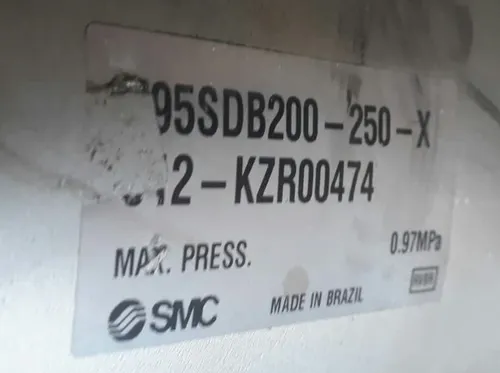 95SDB200-250-X
12-KZR00474
MAX. PRESS. 0.97MPa
SMC MADE IN BRAZIL